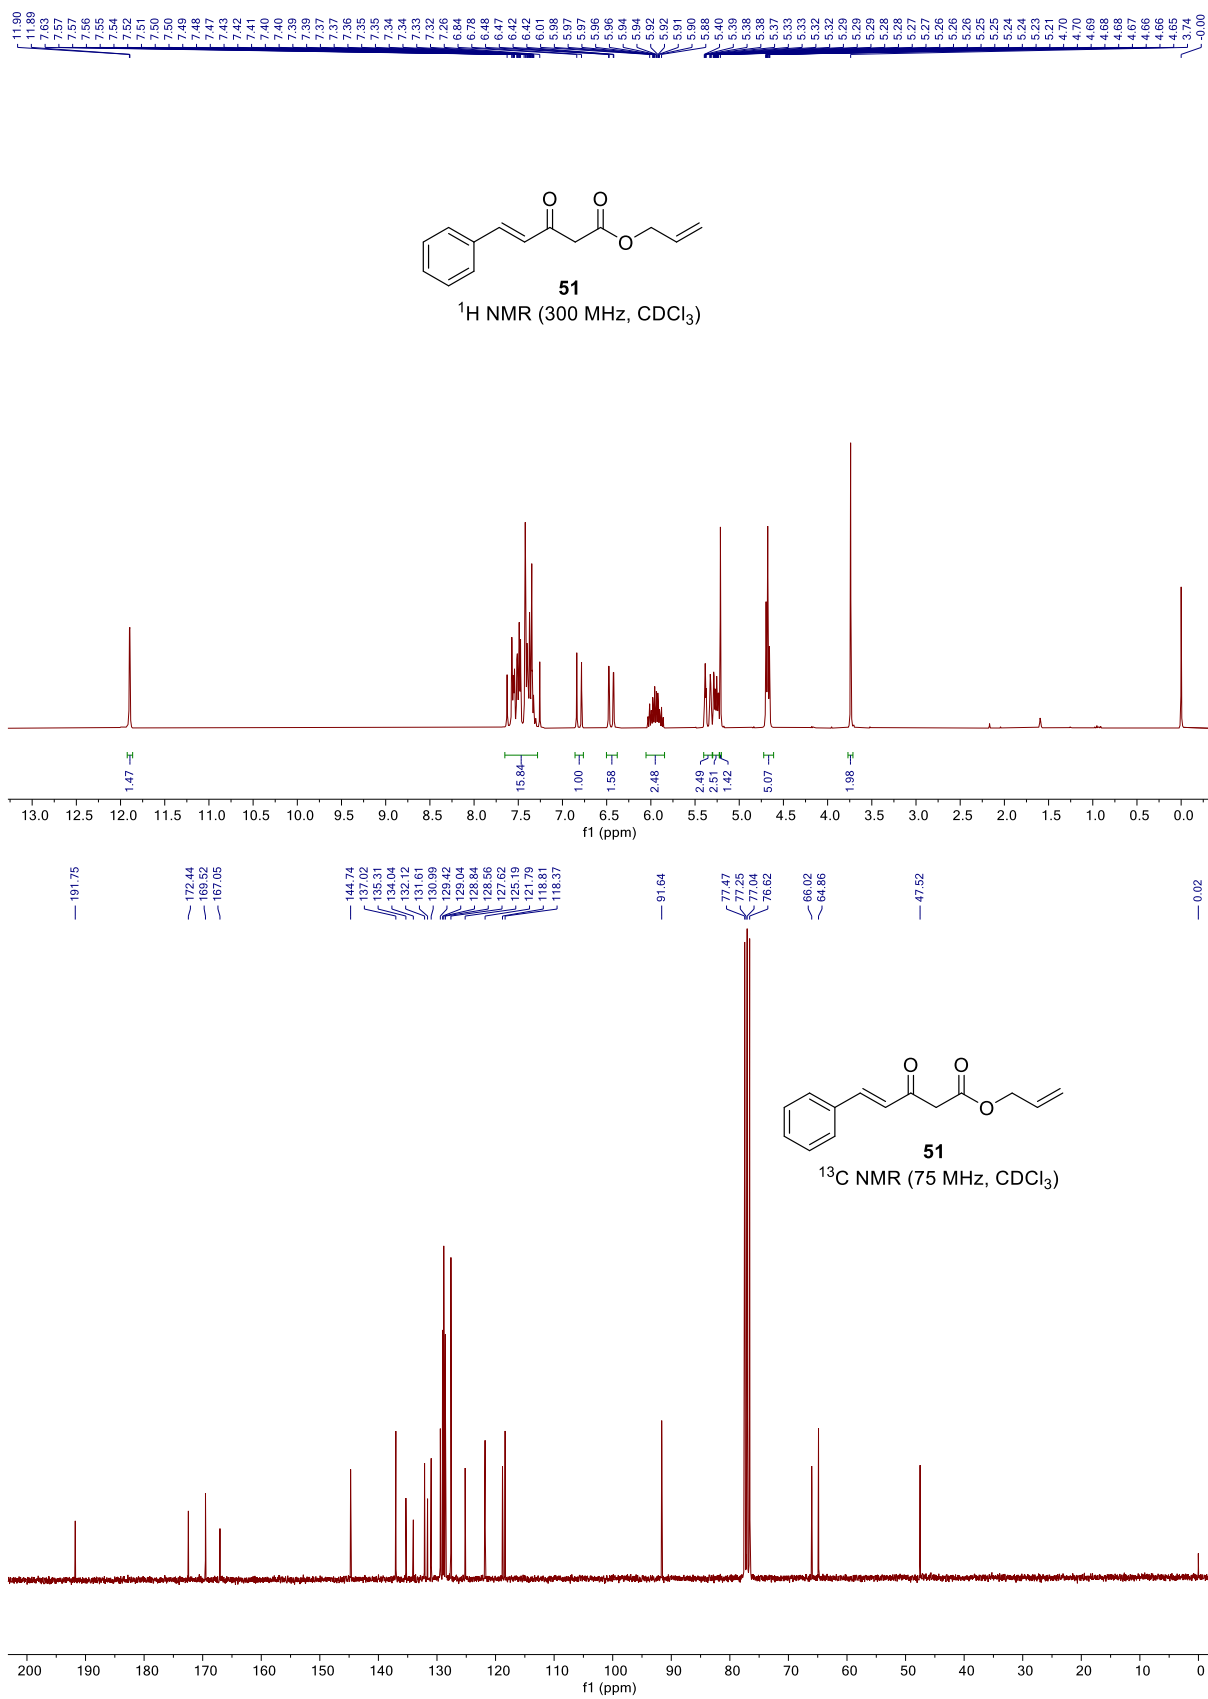 11.90 11.89 7.63 7.57 7.57 7.56 7.55 7.54 7.52 7.51 7.50 7.50 7.49 7.48 7.47 7.43 7.42 7.41 7.40 7.40 7.39 7.39 7.37 7.37 7.36 7.35 7.35 7.34 7.34 7.33 7.32 7.26 6.84 6.78 6.48 6.47 6.42 6.42 6.01 5.98 5.97 5.97 5.96 5.96 5.94 5.94 5.92 5.92 5.91 5.90 5.88 5.40 5.39 5.38 5.38 5.37 5.33 5.33 5.32 5.32 5.29 5.29 5.29 5.28 5.28 5.27 5.27 5.26 5.26 5.26 5.25 5.25 5.24 5.24 5.23 5.21 4.70 4.70 4.69 4.68 4.68 4.67 4.66 4.66 4.65 3.74 -0.00
O O
O
51
¹H NMR (300 MHz, CDCl₃)
1.47 15.84 1.00 1.58 2.48 2.49 2.51 1.42 5.07 1.98
13.0 12.5 12.0 11.5 11.0 10.5 10.0 9.5 9.0 8.5 8.0 7.5 7.0 6.5 6.0 5.5 5.0 4.5 4.0 3.5 3.0 2.5 2.0 1.5 1.0 0.5 0.0
f1 (ppm)
191.75 172.44 169.52 167.05 144.74 137.02 135.31 134.04 132.12 131.61 130.99 129.42 129.04 128.84 128.56 127.62 125.19 121.79 118.81 118.37 91.64 77.47 77.25 77.04 76.62 66.02 64.86 47.52 0.02
O O
O
51
¹³C NMR (75 MHz, CDCl₃)
200 190 180 170 160 150 140 130 120 110 100 90 80 70 60 50 40 30 20 10 0
f1 (ppm)